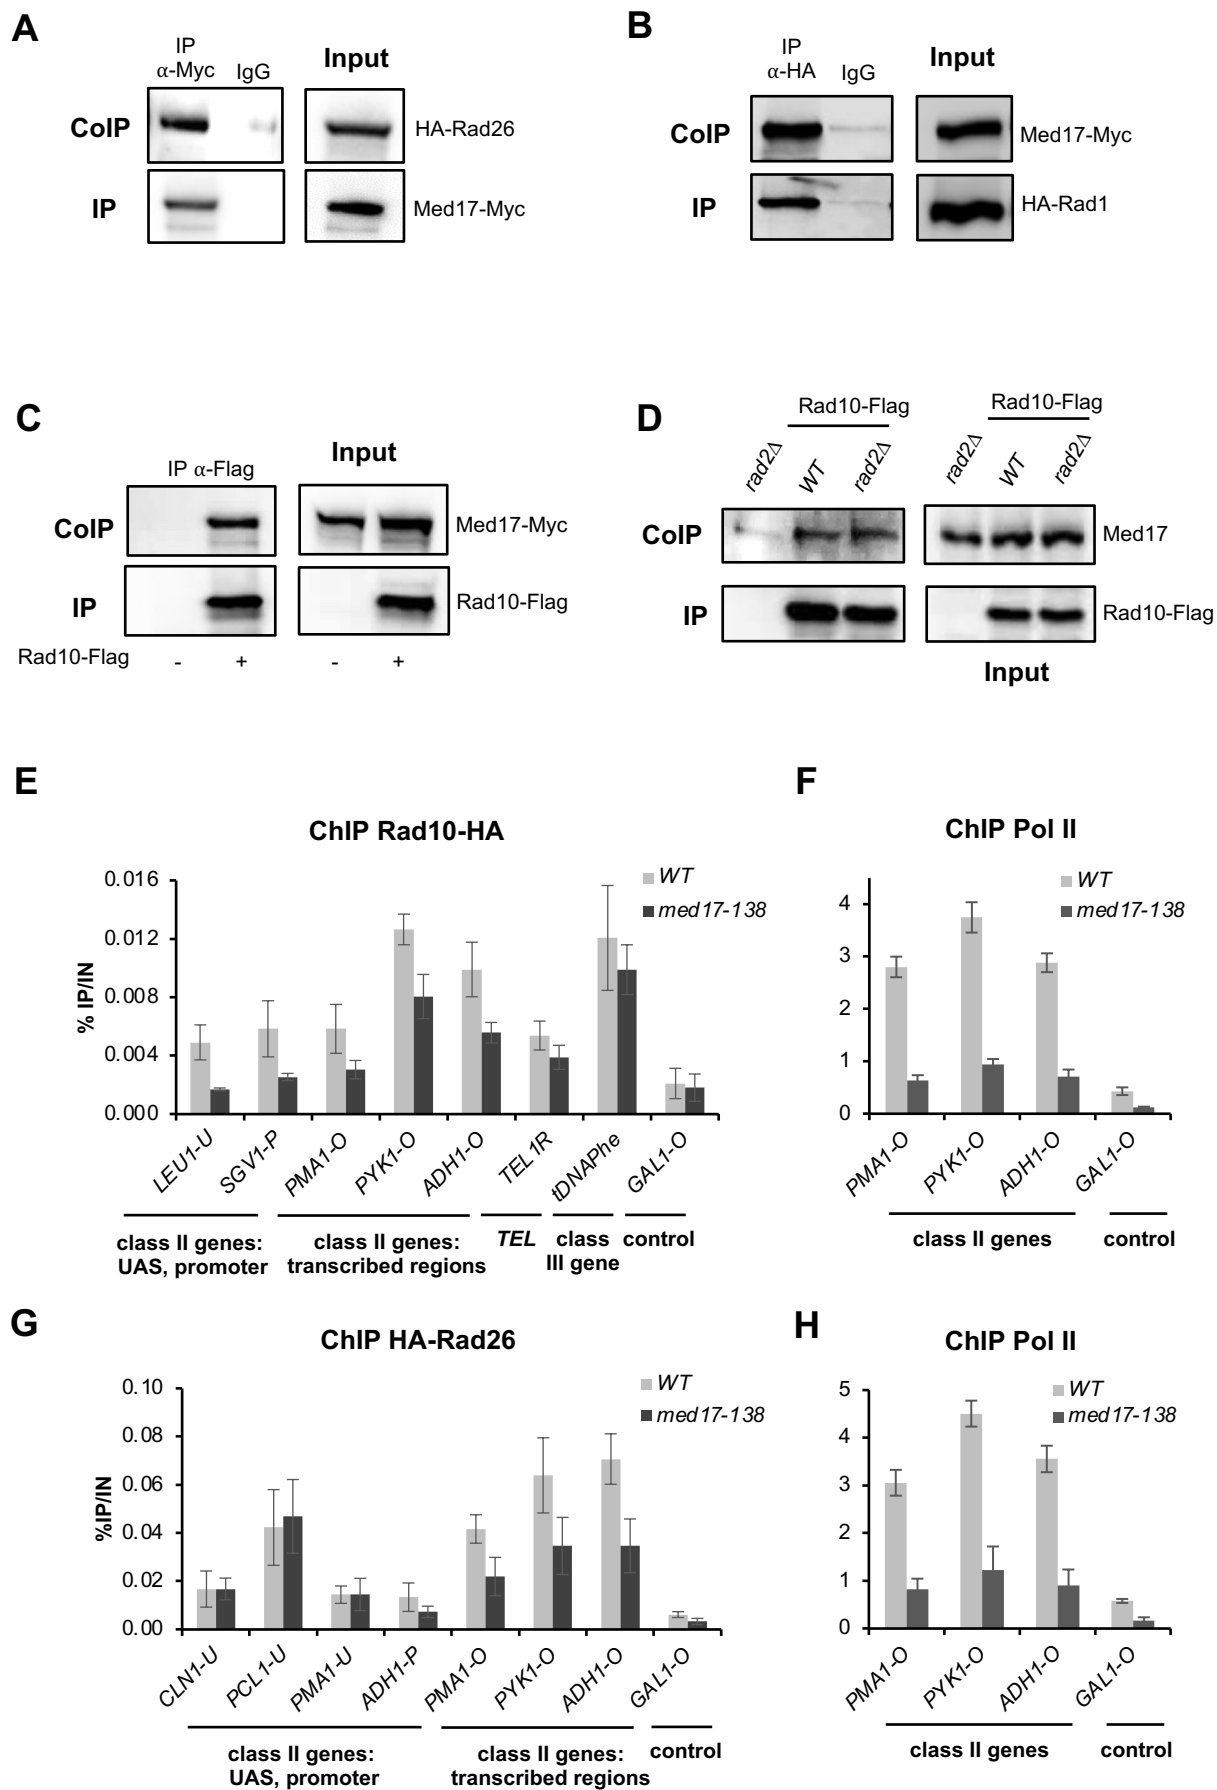 A
IP
α-Myc
IgG
Input
CoIP
HA-Rad26
IP
Med17-Myc
B
IP
α-HA
IgG
Input
CoIP
Med17-Myc
IP
HA-Rad1
C
IP α-Flag
Input
CoIP
Med17-Myc
IP
Rad10-Flag
Rad10-Flag - + - +
D
Rad10-Flag
Rad10-Flag
rad2Δ WT rad2Δ
rad2Δ WT rad2Δ
CoIP
Med17
IP
Rad10-Flag
Input
E
ChIP Rad10-HA
WT
med17-138
% IP/IN
0.016
0.012
0.008
0.004
0.000
LEU1-U SGV1-P PMA1-O PYK1-O ADH1-O TEL1R tDNAPhe GAL1-O
class II genes:
UAS, promoter
class II genes:
transcribed regions
TEL
class
III gene
control
F
ChIP Pol II
WT
med17-138
4
3
2
1
0
PMA1-O PYK1-O ADH1-O GAL1-O
class II genes
control
G
ChIP HA-Rad26
WT
med17-138
%IP/IN
0.10
0.08
0.06
0.04
0.02
0.00
CLN1-U PCL1-U PMA1-U ADH1-P PMA1-O PYK1-O ADH1-O GAL1-O
class II genes:
UAS, promoter
class II genes:
transcribed regions
control
H
ChIP Pol II
WT
med17-138
5
4
3
2
1
0
PMA1-O PYK1-O ADH1-O GAL1-O
class II genes
control